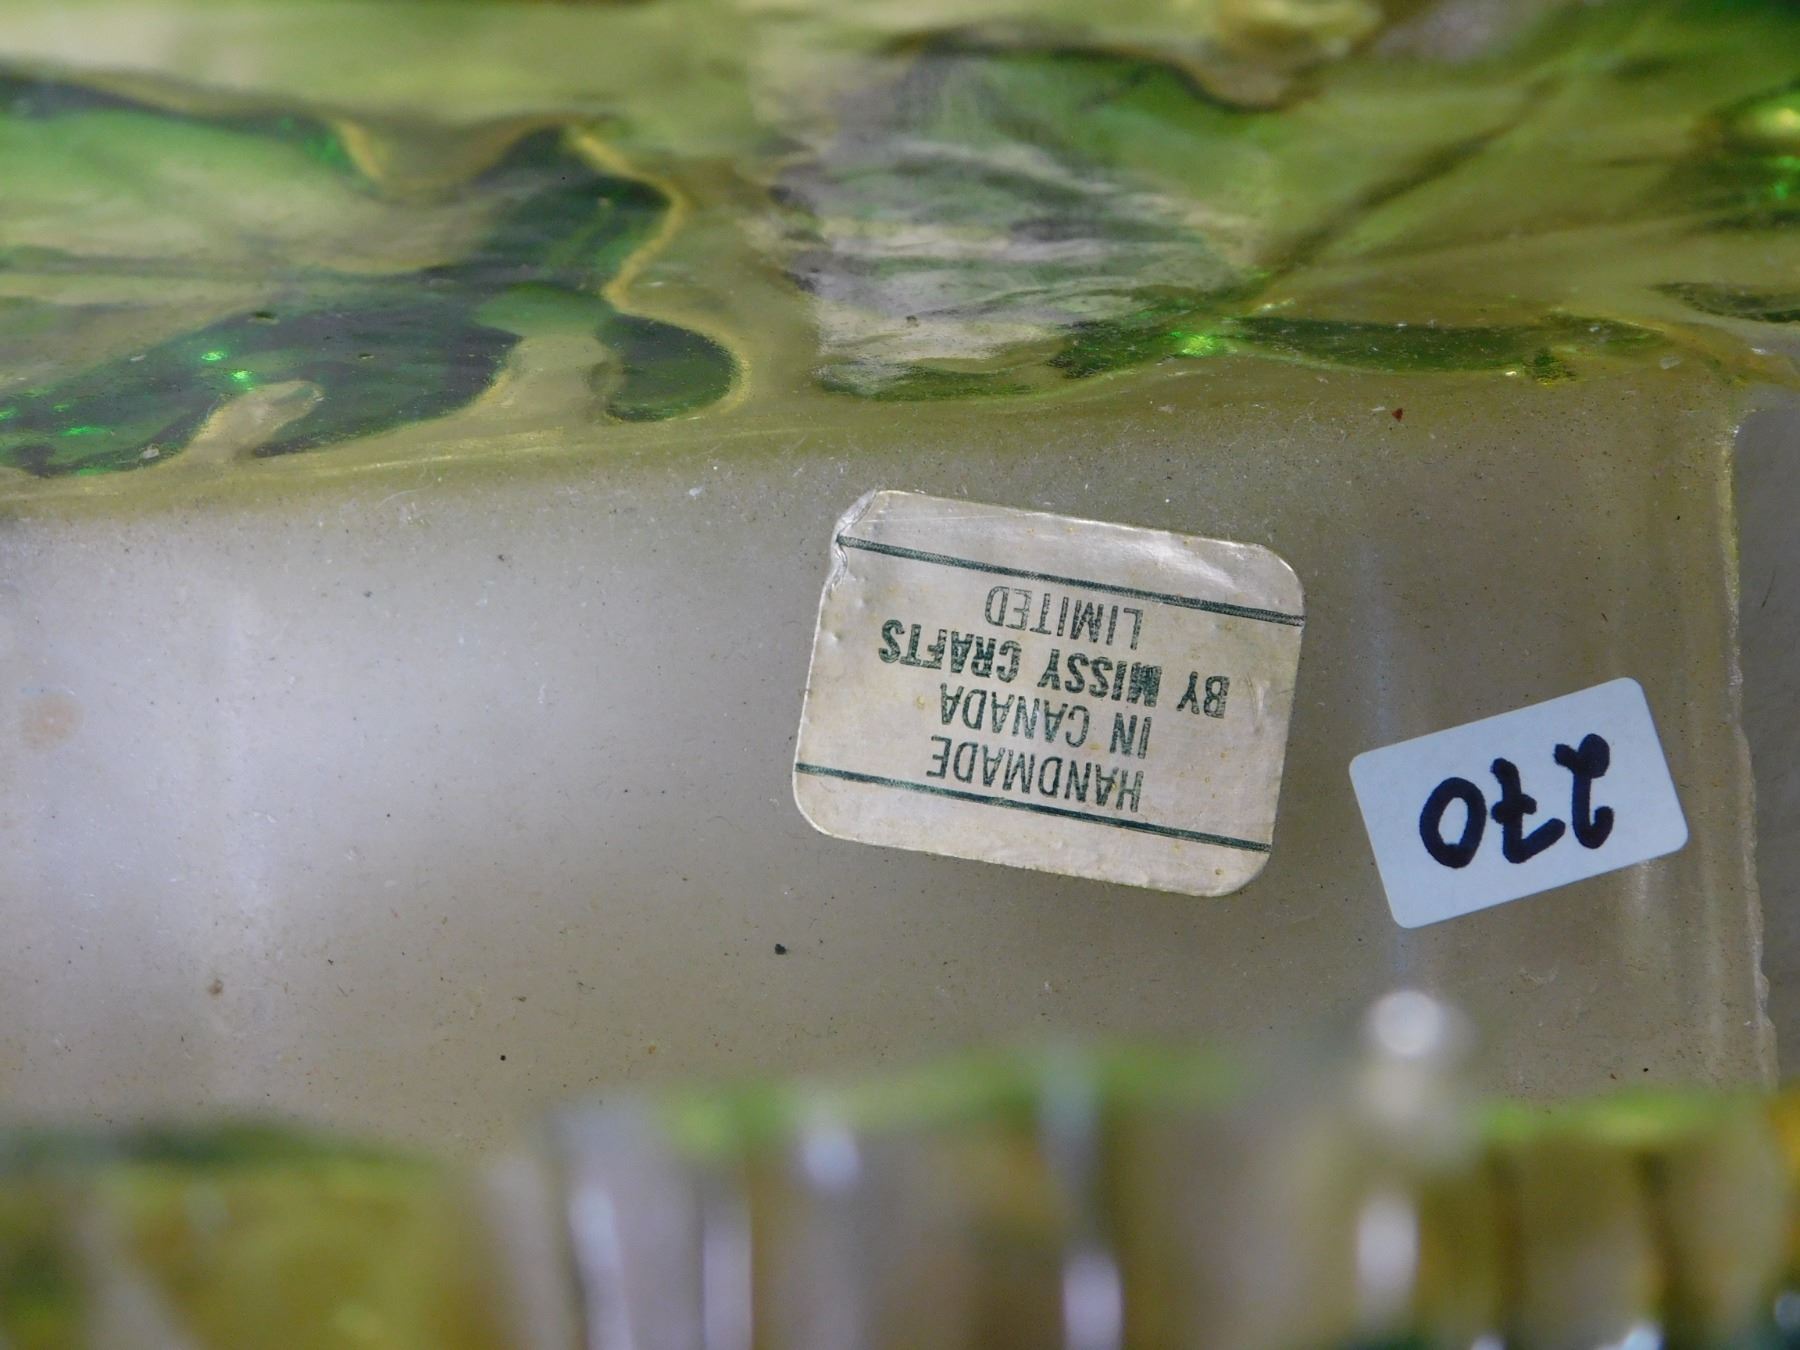 HANDMADE
IN CANADA
BY MISSY CRAFTS
LIMITED
270